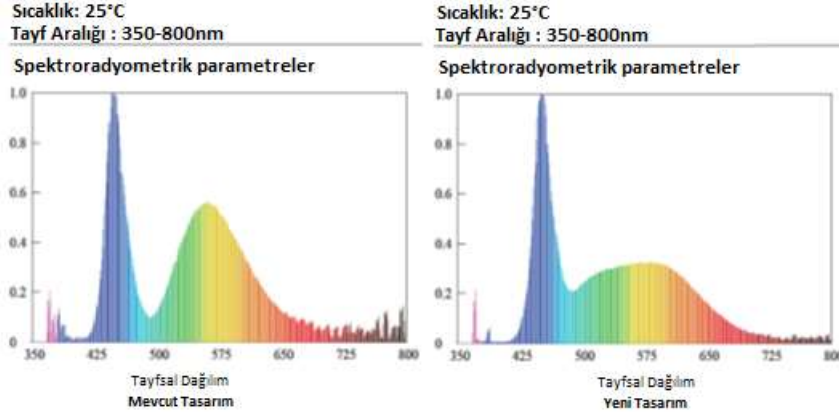 Sıcaklık: 25°C
Tayf Aralığı : 350-800nm
Spektroradyometrik parametreler
1.0
0.8
0.6
0.4
0.2
0
350 425 500 575 650 725 800
Tayfsal Dağılım
Mevcut Tasarım
Sıcaklık: 25°C
Tayf Aralığı : 350-800nm
Spektroradyometrik parametreler
1.0
0.8
0.6
0.4
0.2
0
350 425 500 575 650 725 800
Tayfsal Dağılım
Yeni Tasarım